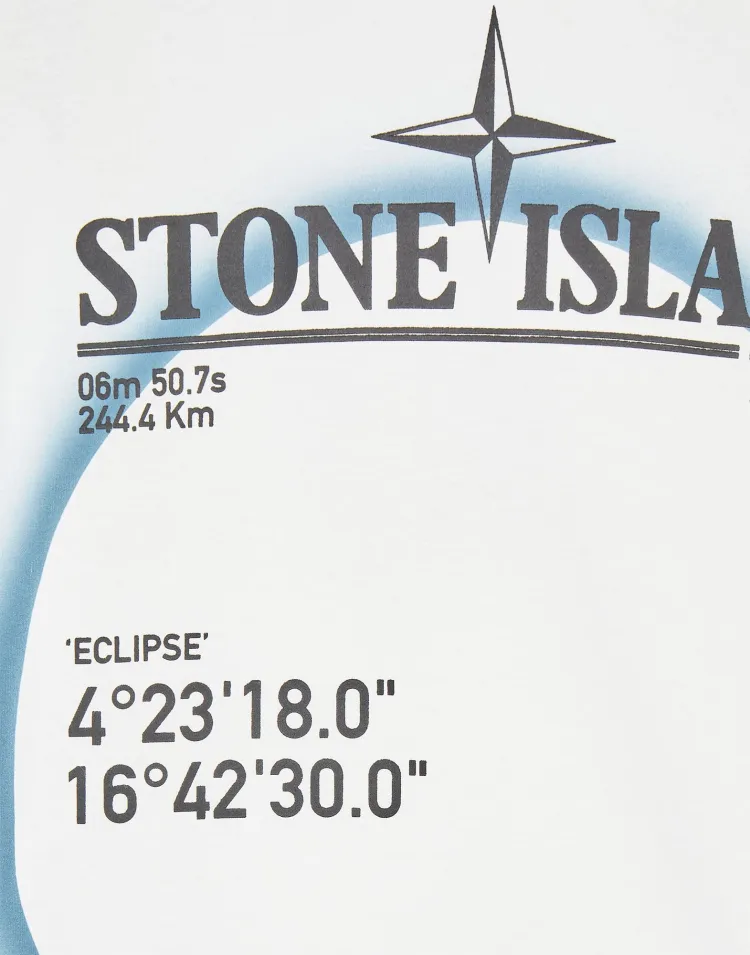 STONE ISLA
06m 50.7s
244.4 Km
'ECLIPSE'
4°23'18.0"
16°42'30.0"